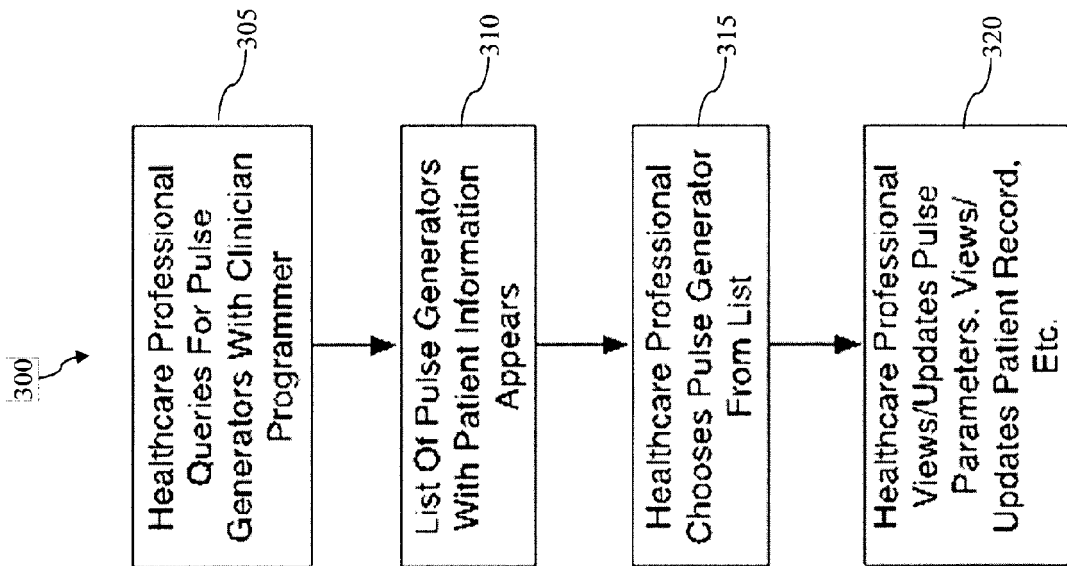 300
Healthcare Professional
Queries For Pulse
Generators With Clinician
Programmer
305
List Of Pulse Generators
With Patient Information
Appears
310
Healthcare Professional
Chooses Pulse Generator
From List
315
Healthcare Professional
Views/Updates Pulse
Parameters, Views/
Updates Patient Record,
Etc.
320